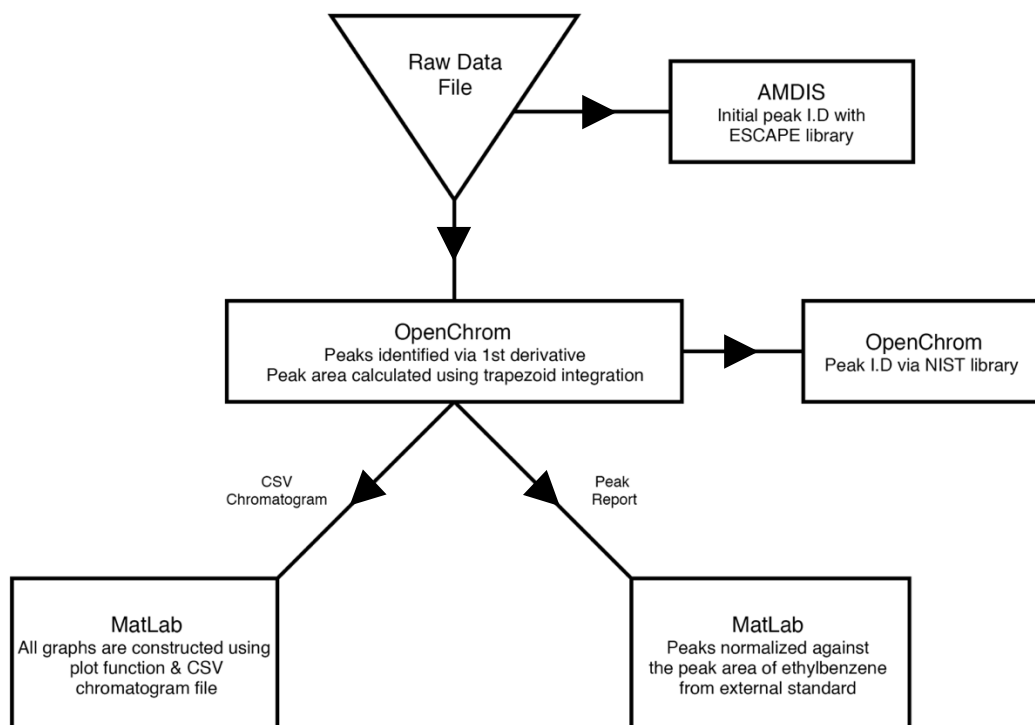 Raw Data
File
AMDIS
Initial peak I.D with
ESCAPE library
OpenChrom
Peaks identified via 1st derivative
Peak area calculated using trapezoid integration
OpenChrom
Peak I.D via NIST library
CSV
Chromatogram
Peak
Report
MatLab
All graphs are constructed using
plot function & CSV
chromatogram file
MatLab
Peaks normalized against
the peak area of ethylbenzene
from external standard